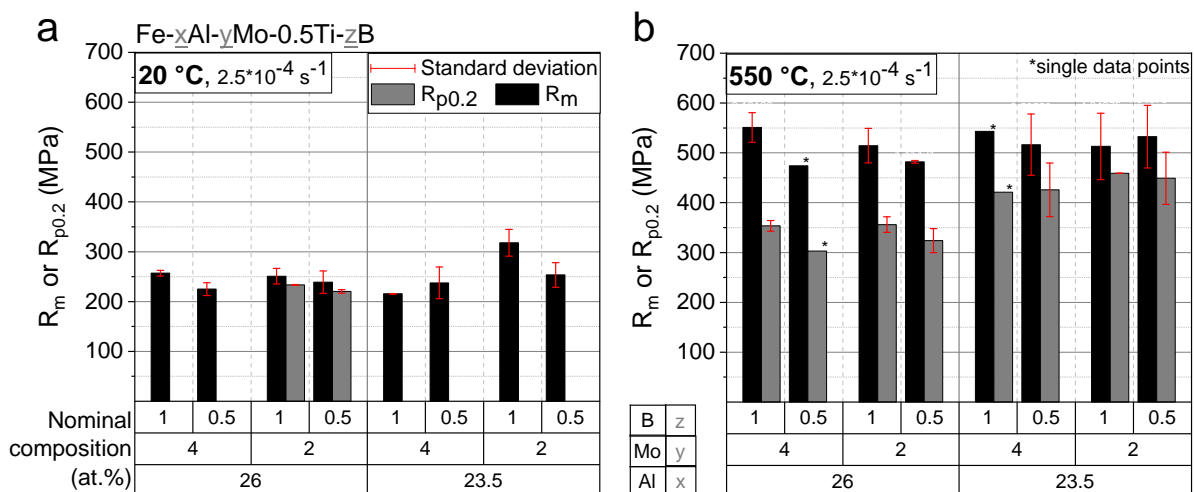 a
Fe-xAl-yMo-0.5Ti-zB
20 °C, 2.5*10⁻⁴ s⁻¹
Standard deviation
Rp0.2 Rm
700
600
500
400
300
200
100
Rm or Rp0.2 (MPa)
Nominal composition (at.%)
1 0.5 1 0.5 1 0.5 1 0.5
4 2 4 2
26 23.5
b
550 °C, 2.5*10⁻⁴ s⁻¹
*single data points
700
600
500
400
300
200
100
Rm or Rp0.2 (MPa)
* * * * 
B z 1 0.5 1 0.5 1 0.5 1 0.5
Mo y 4 2 4 2
Al x 26 23.5